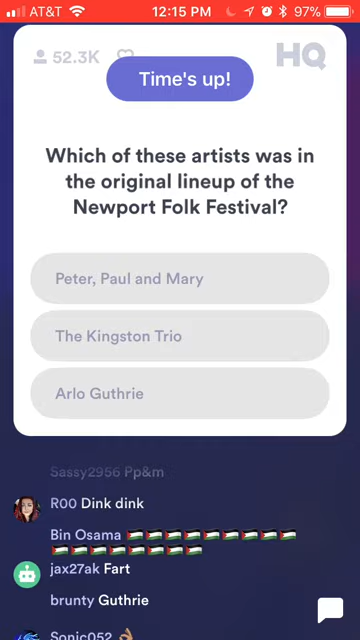 AT&T 12:15 PM 97%
52.3K HQ
Time's up!
Which of these artists was in
the original lineup of the
Newport Folk Festival?
Peter, Paul and Mary
The Kingston Trio
Arlo Guthrie
Sassy2956 Pp&m
R00 Dink dink
Bin Osama 🇵🇸🇵🇸🇵🇸🇵🇸🇵🇸🇵🇸🇵🇸🇵🇸🇵🇸
🇵🇸🇵🇸🇵🇸🇵🇸🇵🇸🇵🇸🇵🇸🇵🇸
jax27ak Fart
brunty Guthrie
Sonic052 👌🏽